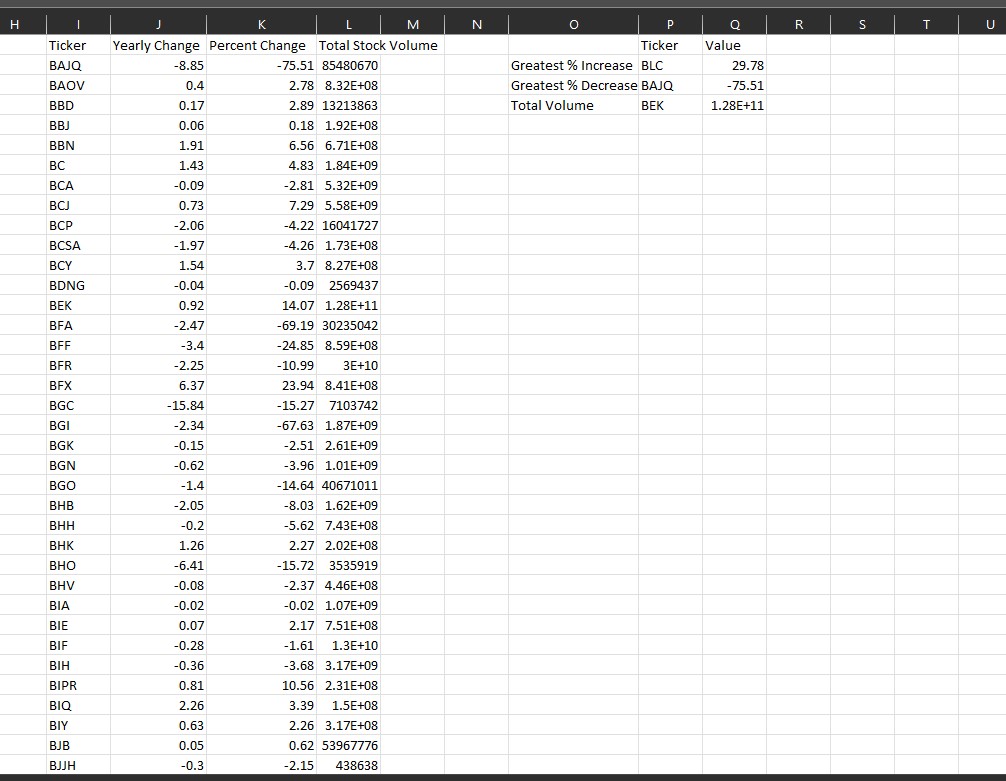 H I J K L M N O P Q R S T U
Ticker Yearly Change Percent Change Total Stock Volume Ticker Value
BAJQ -8.85 -75.51 85480670 Greatest % Increase BLC 29.78
BAOV 0.4 2.78 8.32E+08 Greatest % Decrease BAJQ -75.51
BBD 0.17 2.89 13213863 Total Volume BEK 1.28E+11
BBJ 0.06 0.18 1.92E+08
BBN 1.91 6.56 6.71E+08
BC 1.43 4.83 1.84E+09
BCA -0.09 -2.81 5.32E+09
BCJ 0.73 7.29 5.58E+09
BCP -2.06 -4.22 16041727
BCSA -1.97 -4.26 1.73E+08
BCY 1.54 3.7 8.27E+08
BDNG -0.04 -0.09 2569437
BEK 0.92 14.07 1.28E+11
BFA -2.47 -69.19 30235042
BFF -3.4 -24.85 8.59E+08
BFR -2.25 -10.99 3E+10
BFX 6.37 23.94 8.41E+08
BGC -15.84 -15.27 7103742
BGI -2.34 -67.63 1.87E+09
BGK -0.15 -2.51 2.61E+09
BGN -0.62 -3.96 1.01E+09
BGO -1.4 -14.64 40671011
BHB -2.05 -8.03 1.62E+09
BHH -0.2 -5.62 7.43E+08
BHK 1.26 2.27 2.02E+08
BHO -6.41 -15.72 3535919
BHV -0.08 -2.37 4.46E+08
BIA -0.02 -0.02 1.07E+09
BIE 0.07 2.17 7.51E+08
BIF -0.28 -1.61 1.3E+10
BIH -0.36 -3.68 3.17E+09
BIPR 0.81 10.56 2.31E+08
BIQ 2.26 3.39 1.5E+08
BIY 0.63 2.26 3.17E+08
BJB 0.05 0.62 53967776
BJJH -0.3 -2.15 438638